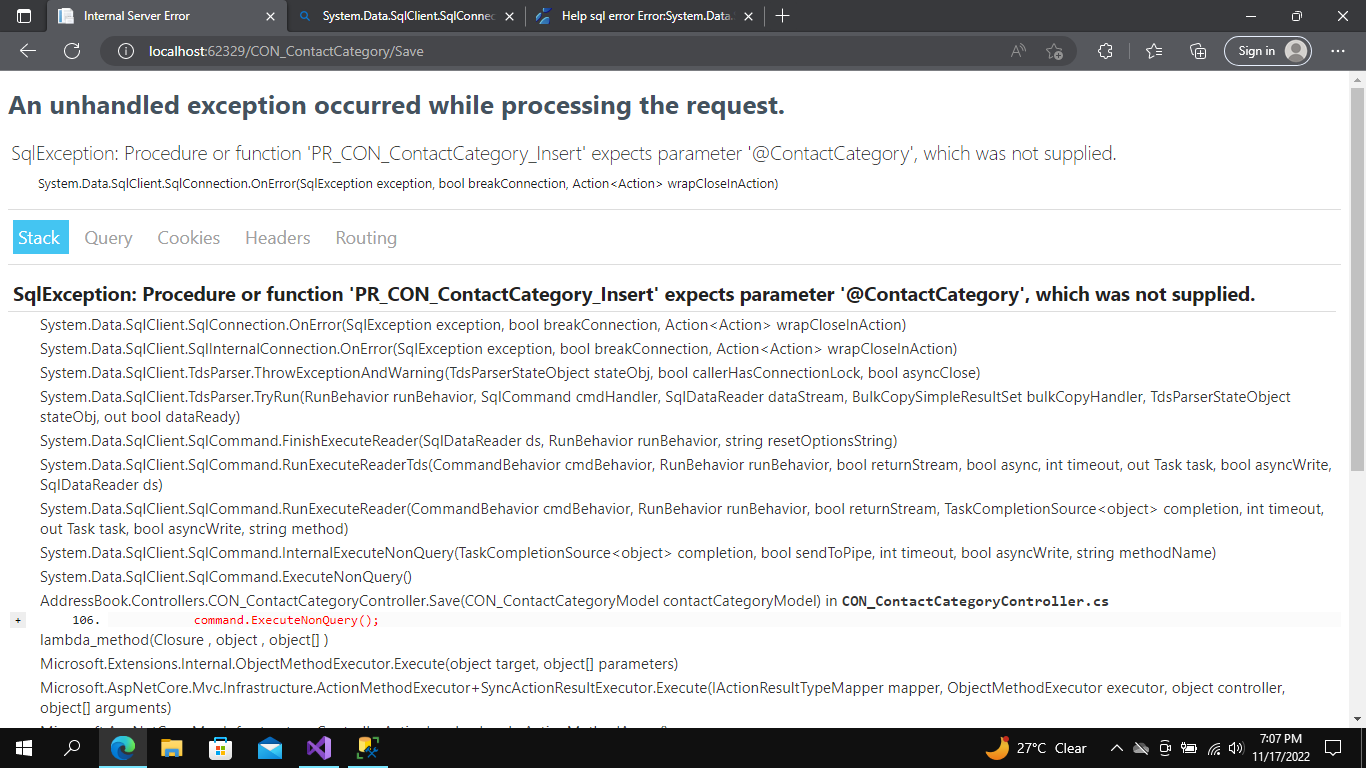 Internal Server Error
System.Data.SqlClient.SqlConnec
Help sql error Error:System.Data.
localhost:62329/CON_ContactCategory/Save
Sign in
An unhandled exception occurred while processing the request.
SqlException: Procedure or function 'PR_CON_ContactCategory_Insert' expects parameter '@ContactCategory', which was not supplied.
System.Data.SqlClient.SqlConnection.OnError(SqlException exception, bool breakConnection, Action<Action> wrapCloseInAction)
Stack Query Cookies Headers Routing
SqlException: Procedure or function 'PR_CON_ContactCategory_Insert' expects parameter '@ContactCategory', which was not supplied.
System.Data.SqlClient.SqlConnection.OnError(SqlException exception, bool breakConnection, Action<Action> wrapCloseInAction)
System.Data.SqlClient.SqlInternalConnection.OnError(SqlException exception, bool breakConnection, Action<Action> wrapCloseInAction)
System.Data.SqlClient.TdsParser.ThrowExceptionAndWarning(TdsParserStateObject stateObj, bool callerHasConnectionLock, bool asyncClose)
System.Data.SqlClient.TdsParser.TryRun(RunBehavior runBehavior, SqlCommand cmdHandler, SqlDataReader dataStream, BulkCopySimpleResultSet bulkCopyHandler, TdsParserStateObject
stateObj, out bool dataReady)
System.Data.SqlClient.SqlCommand.FinishExecuteReader(SqlDataReader ds, RunBehavior runBehavior, string resetOptionsString)
System.Data.SqlClient.SqlCommand.RunExecuteReaderTds(CommandBehavior cmdBehavior, RunBehavior runBehavior, bool returnStream, bool async, int timeout, out Task task, bool asyncWrite,
SqlDataReader ds)
System.Data.SqlClient.SqlCommand.RunExecuteReader(CommandBehavior cmdBehavior, RunBehavior runBehavior, bool returnStream, TaskCompletionSource<object> completion, int timeout,
out Task task, bool asyncWrite, string method)
System.Data.SqlClient.SqlCommand.InternalExecuteNonQuery(TaskCompletionSource<object> completion, bool sendToPipe, int timeout, bool asyncWrite, string methodName)
System.Data.SqlClient.SqlCommand.ExecuteNonQuery()
AddressBook.Controllers.CON_ContactCategoryController.Save(CON_ContactCategoryModel contactCategoryModel) in CON_ContactCategoryController.cs
+ 106. command.ExecuteNonQuery();
lambda_method(Closure , object , object[] )
Microsoft.Extensions.Internal.ObjectMethodExecutor.Execute(object target, object[] parameters)
Microsoft.AspNetCore.Mvc.Infrastructure.ActionMethodExecutor+SyncActionResultExecutor.Execute(IActionResultTypeMapper mapper, ObjectMethodExecutor executor, object controller,
object[] arguments)
27°C Clear
7:07 PM
11/17/2022